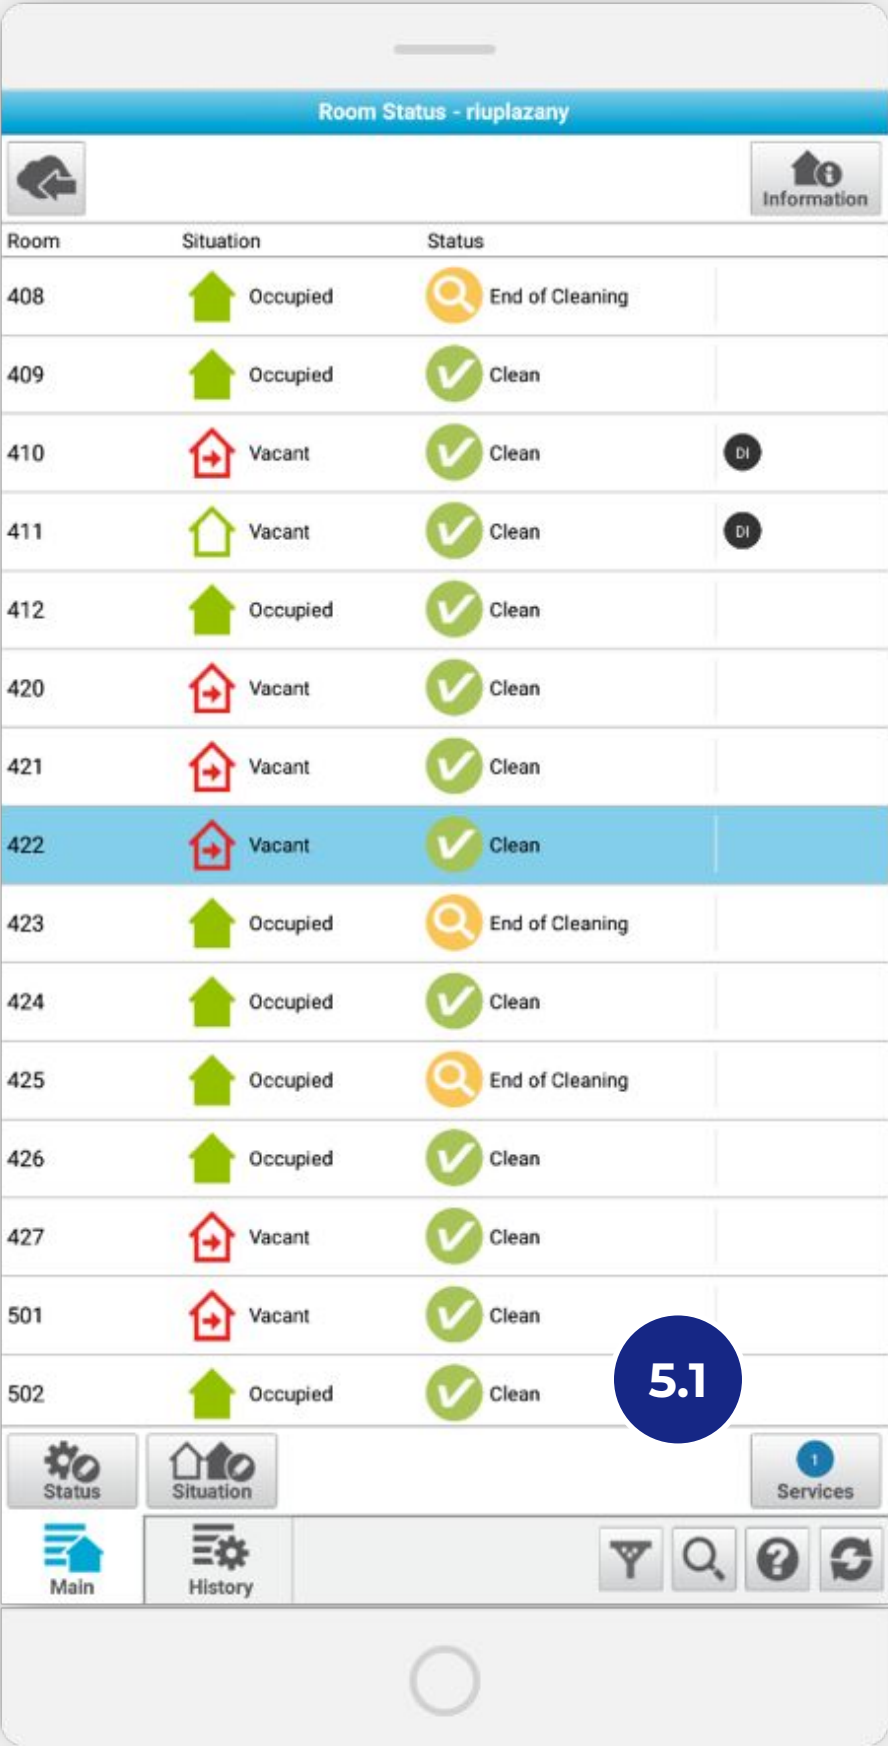 Room Status - riuplazany
Information
Room Situation Status
408 Occupied End of Cleaning
409 Occupied Clean
410 Vacant Clean DI
411 Vacant Clean DI
412 Occupied Clean
420 Vacant Clean
421 Vacant Clean
422 Vacant Clean
423 Occupied End of Cleaning
424 Occupied Clean
425 Occupied End of Cleaning
426 Occupied Clean
427 Vacant Clean
501 Vacant Clean
5.1
502 Occupied Clean
1
Status Situation Services
Main History